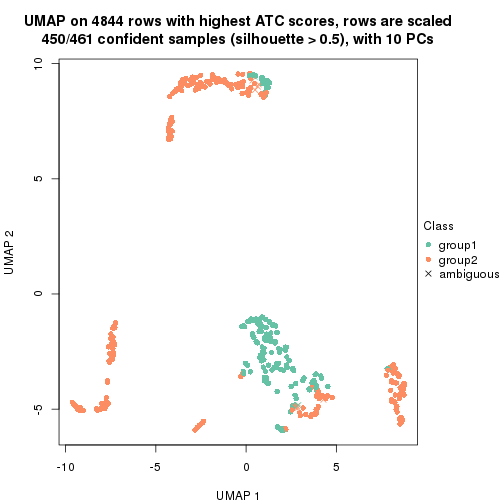 UMAP on 4844 rows with highest ATC scores, rows are scaled
450/461 confident samples (silhouette > 0.5), with 10 PCs
10
5
0
-5
UMAP 2
-10
-5
0
5
UMAP 1
Class
group1
group2
ambiguous